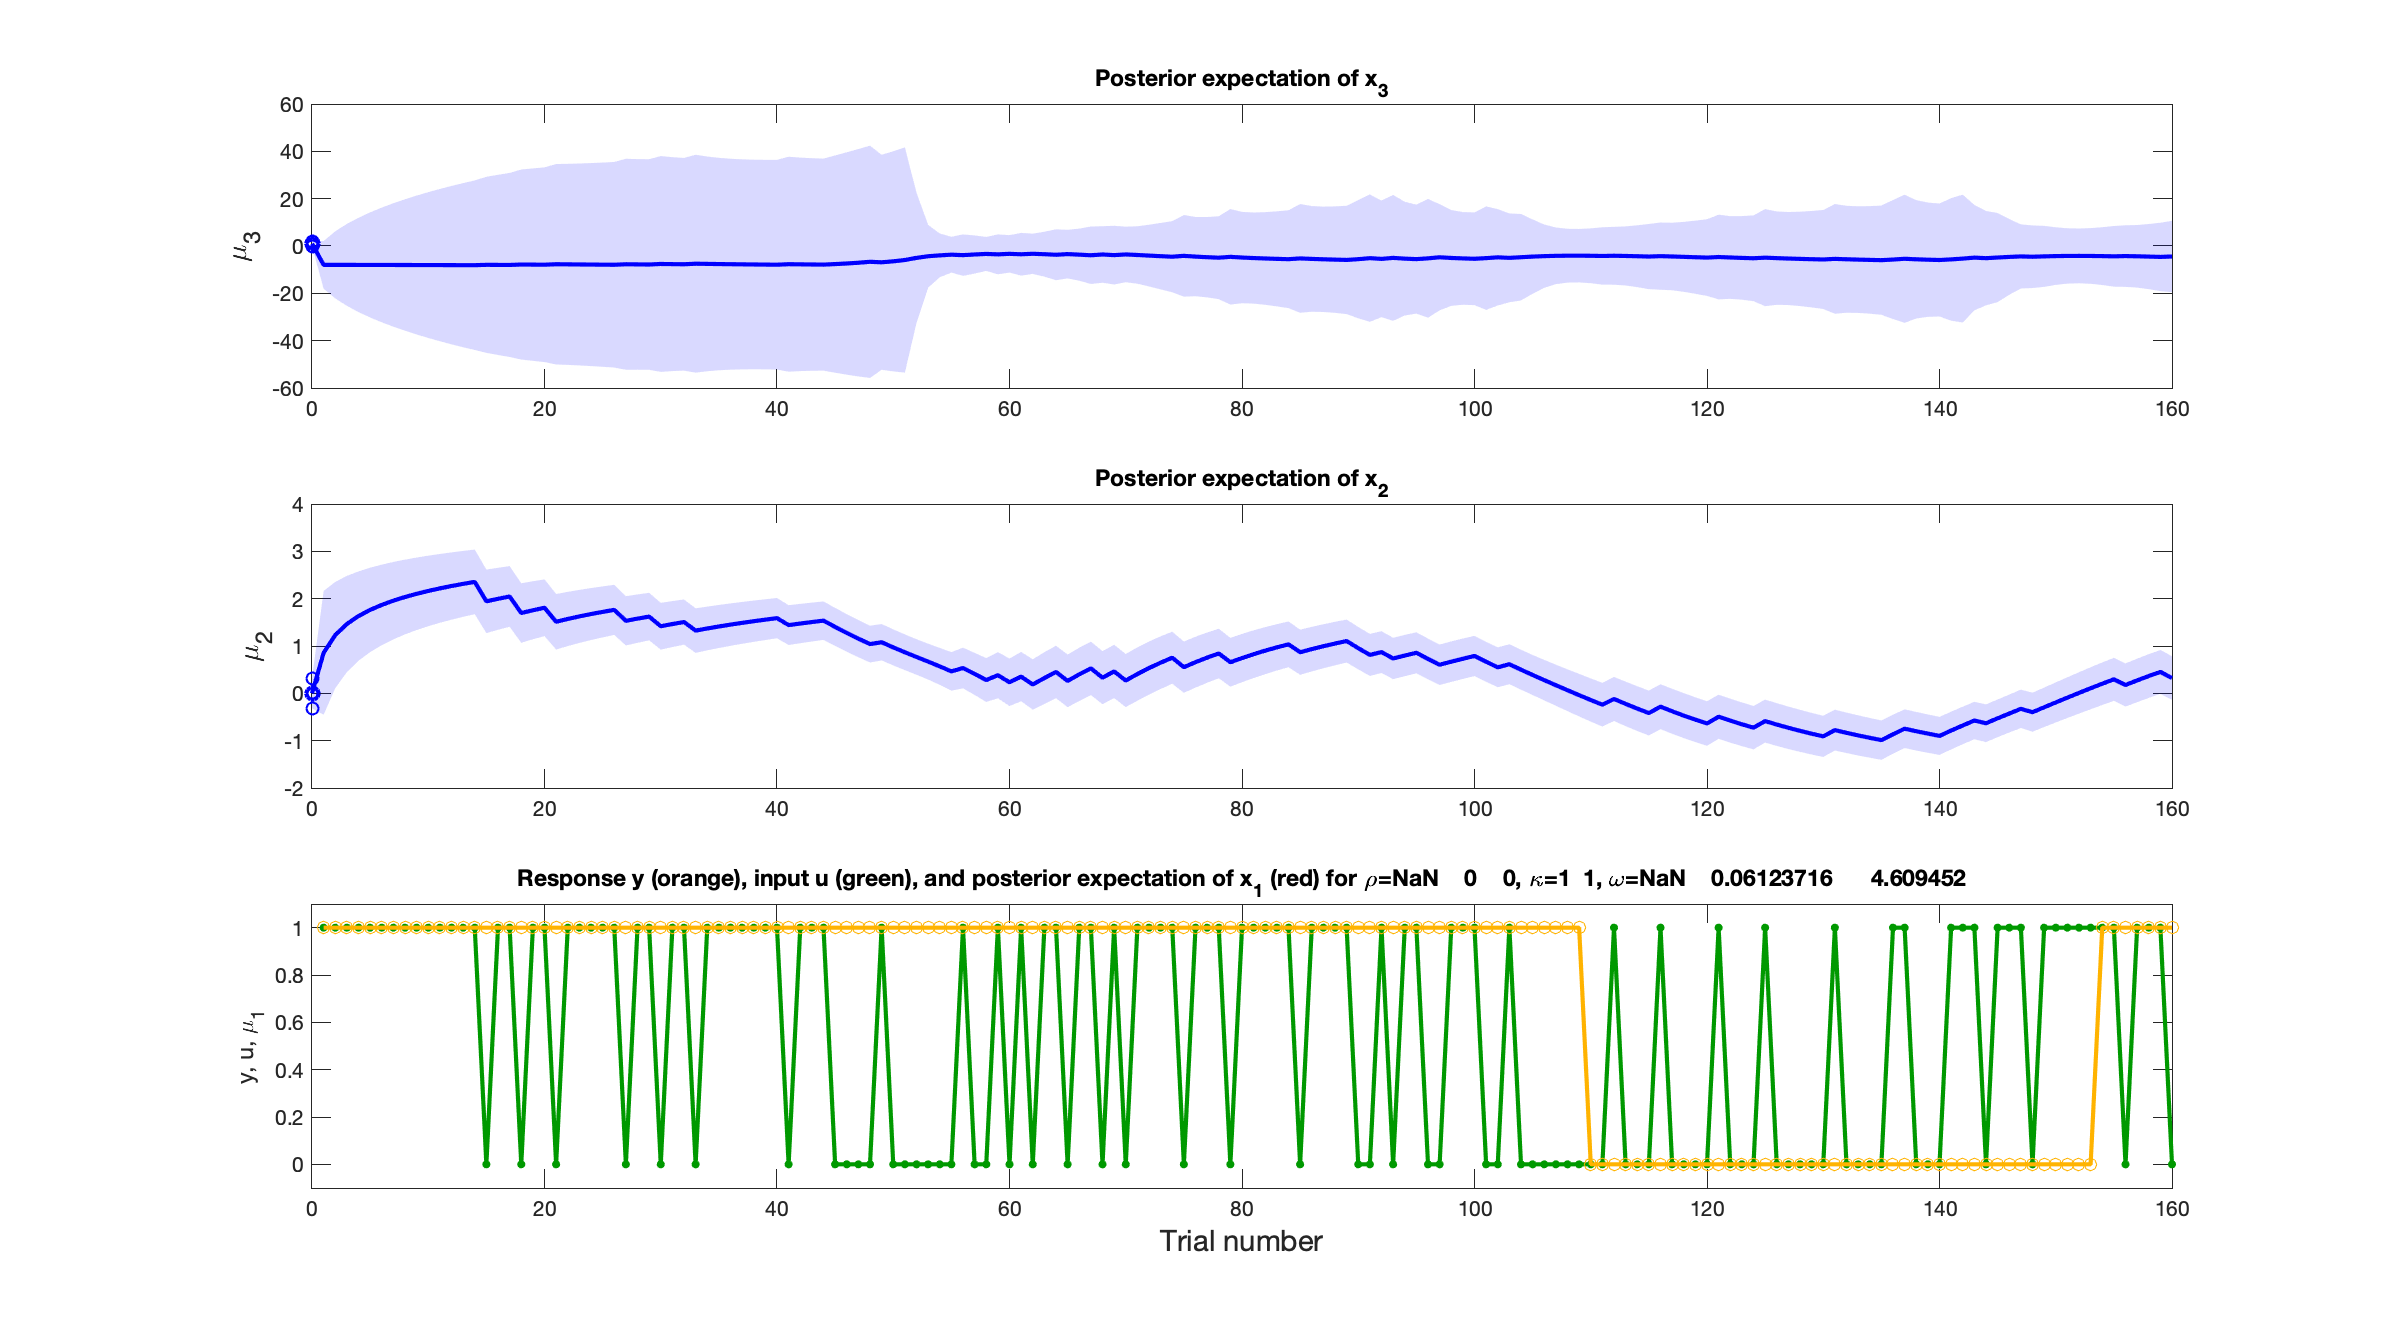 Posterior expectation of x3
60
40
20
0
-20
-40
-60
μ3
0 20 40 60 80 100 120 140 160
Posterior expectation of x2
4
3
2
1
0
-1
-2
μ2
0 20 40 60 80 100 120 140 160
Response y (orange), input u (green), and posterior expectation of x1 (red) for ρ=NaN 0 0, κ=1 1, ω=NaN 0.06123716 4.609452
1
0.8
0.6
0.4
0.2
0
y, u, μ1
0 20 40 60 80 100 120 140 160
Trial number